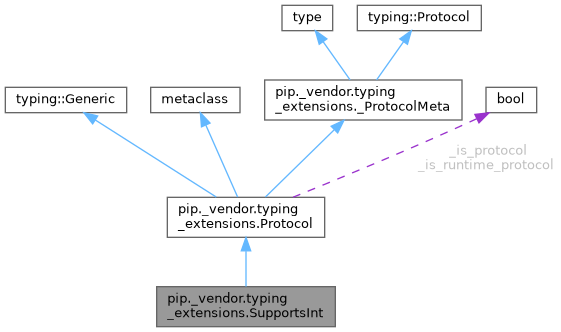 type
typing::Protocol
typing::Generic
metaclass
pip._vendor.typing
_extensions._ProtocolMeta
bool
_is_protocol
_is_runtime_protocol
pip._vendor.typing
_extensions.Protocol
pip._vendor.typing
_extensions.SupportsInt